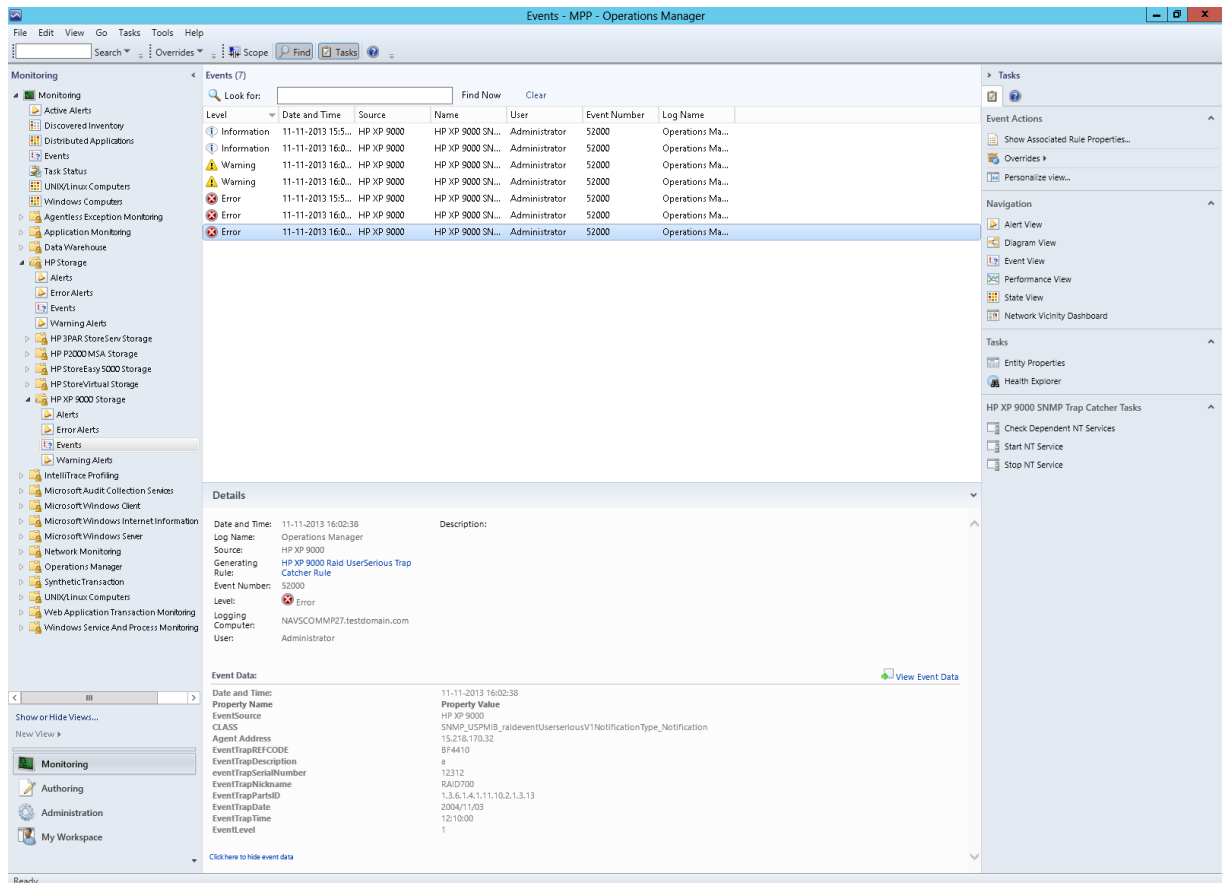 Events - MPP - Operations Manager
File Edit View Go Tasks Tools Help
Search Overrides Scope Find Tasks
Monitoring
Monitoring
Active Alerts
Discovered Inventory
Distributed Applications
Events
Task Status
UNIX/Linux Computers
Windows Computers
Agentless Exception Monitoring
Application Monitoring
Data Warehouse
HP Storage
Alerts
Error Alerts
Events
Warning Alerts
HP 3PAR StoreServ Storage
HP P2000 MSA Storage
HP StoreEasy 5000 Storage
HP StoreVirtual Storage
HP XP 9000 Storage
Alerts
Error Alerts
Events
Warning Alerts
IntelliTrace Profiling
Microsoft Audit Collection Services
Microsoft Windows Client
Microsoft Windows Internet Information
Microsoft Windows Server
Network Monitoring
Operations Manager
Synthetic Transaction
UNIX/Linux Computers
Web Application Transaction Monitoring
Windows Service And Process Monitoring
Show or Hide Views...
New View
Monitoring
Authoring
Administration
My Workspace
Ready
Events (7)
Look for: Find Now Clear
Level Date and Time Source Name User Event Number Log Name
Information 11-11-2013 15:5... HP XP 9000 HP XP 9000 SN... Administrator 52000 Operations Ma...
Information 11-11-2013 16:0... HP XP 9000 HP XP 9000 SN... Administrator 52000 Operations Ma...
Warning 11-11-2013 16:0... HP XP 9000 HP XP 9000 SN... Administrator 52000 Operations Ma...
Warning 11-11-2013 16:0... HP XP 9000 HP XP 9000 SN... Administrator 52000 Operations Ma...
Error 11-11-2013 15:5... HP XP 9000 HP XP 9000 SN... Administrator 52000 Operations Ma...
Error 11-11-2013 16:0... HP XP 9000 HP XP 9000 SN... Administrator 52000 Operations Ma...
Error 11-11-2013 16:0... HP XP 9000 HP XP 9000 SN... Administrator 52000 Operations Ma...
Details
Date and Time: 11-11-2013 16:02:38 Description:
Log Name: Operations Manager
Source: HP XP 9000
Generating HP XP 9000 Raid UserSerious Trap
Rule: Catcher Rule
Event Number: 52000
Level: Error
Logging
Computer: NAVSCOMMP27.testdomain.com
User: Administrator
Event Data: View Event Data
Date and Time: 11-11-2013 16:02:38
Property Name Property Value
EventSource HP XP 9000
CLASS SNMP_USPMIB_raideventUserseriousV1NotificationType_Notification
Agent Address 15.218.170.32
EventTrapREFCODE BF4410
EventTrapDescription a
eventTrapSerialNumber 12312
EventTrapNickname RAID700
EventTrapPartsID 1.3.6.1.4.1.11.10.2.1.3.13
EventTrapDate 2004/11/03
EventTrapTime 12:10:00
EventLevel 1
Click here to hide event data
Tasks
Event Actions
Show Associated Rule Properties...
Overrides
Personalize view...
Navigation
Alert View
Diagram View
Event View
Performance View
State View
Network Vicinity Dashboard
Tasks
Entity Properties
Health Explorer
HP XP 9000 SNMP Trap Catcher Tasks
Check Dependent NT Services
Start NT Service
Stop NT Service